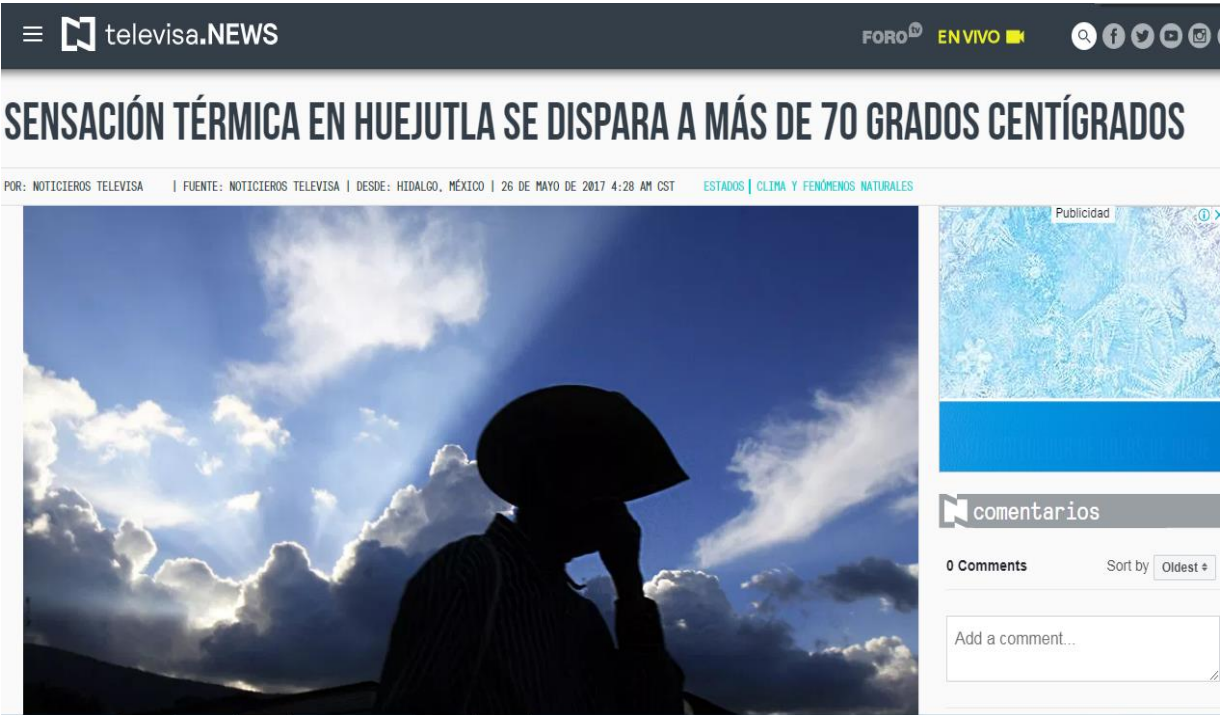 televisa.NEWS
FOROtv EN VIVO
SENSACIÓN TÉRMICA EN HUEJUTLA SE DISPARA A MÁS DE 70 GRADOS CENTÍGRADOS
POR: NOTICIEROS TELEVISA | FUENTE: NOTICIEROS TELEVISA | DESDE: HIDALGO, MÉXICO | 26 DE MAYO DE 2017 4:28 AM CST ESTADOS | CLIMA Y FENÓMENOS NATURALES
Publicidad
comentarios
0 Comments Sort by Oldest
Add a comment...